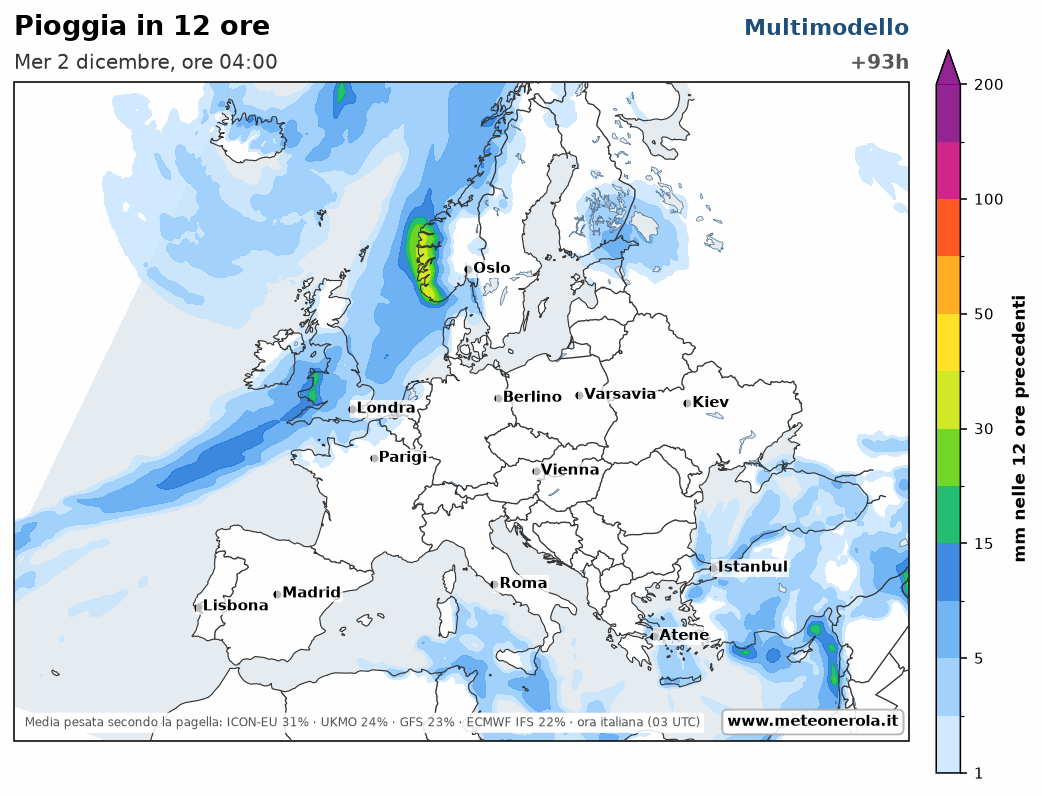 Pioggia in 12 ore
Multimodello
Mer 2 dicembre, ore 04:00
+93h
200
100
50
30
15
5
1
mm nelle 12 ore precedenti
Oslo
Berlino
Varsavia
Kiev
Londra
Parigi
Vienna
Istanbul
Roma
Madrid
Lisbona
Atene
Media pesata secondo la pagella: ICON-EU 31% · UKMO 24% · GFS 23% · ECMWF IFS 22% · ora italiana (03 UTC)
www.meteonerola.it